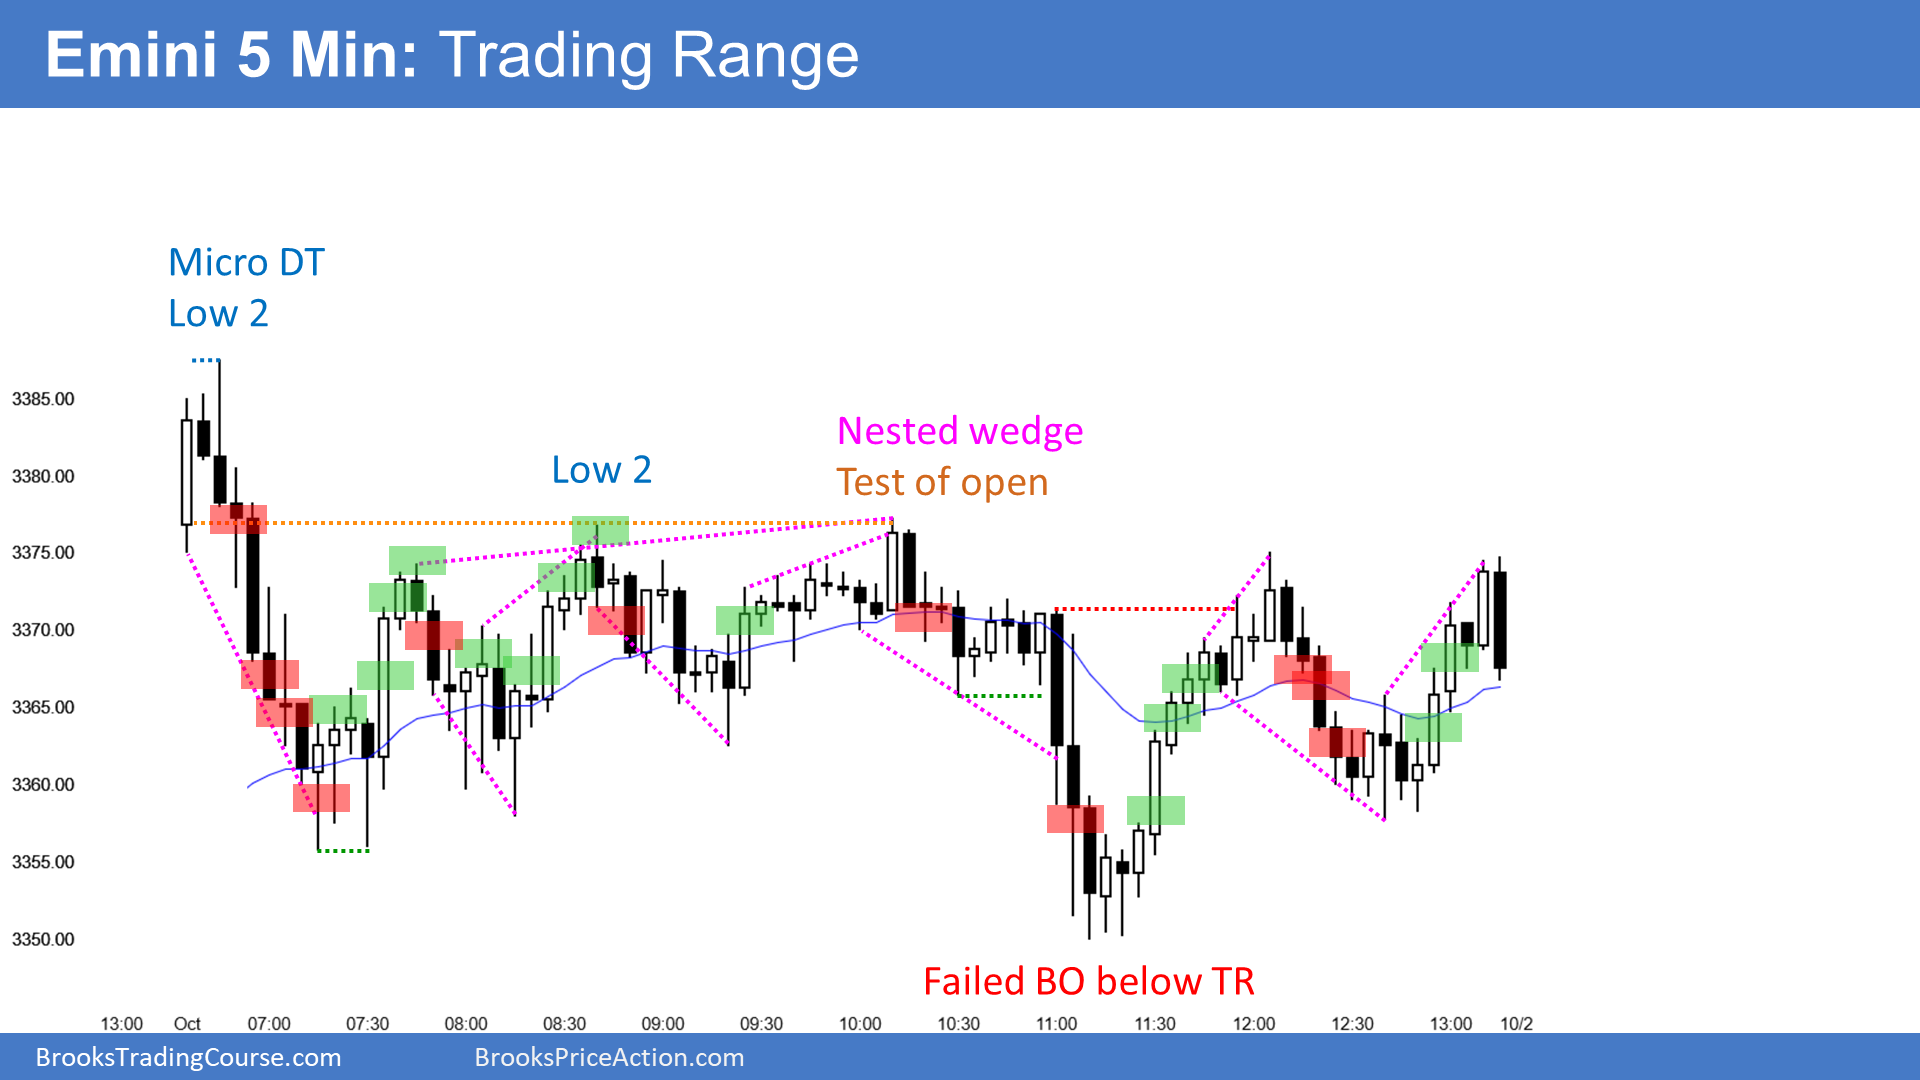 Emini 5 Min: Trading Range
Micro DT
Low 2
Low 2
Nested wedge
Test of open
3385.00
3380.00
3375.00
3370.00
3365.00
3360.00
3355.00
3350.00
Failed BO below TR
13:00 Oct 07:00 07:30 08:00 08:30 09:00 09:30 10:00 10:30 11:00 11:30 12:00 12:30 13:00 10/2
BrooksTradingCourse.com BrooksPriceAction.com